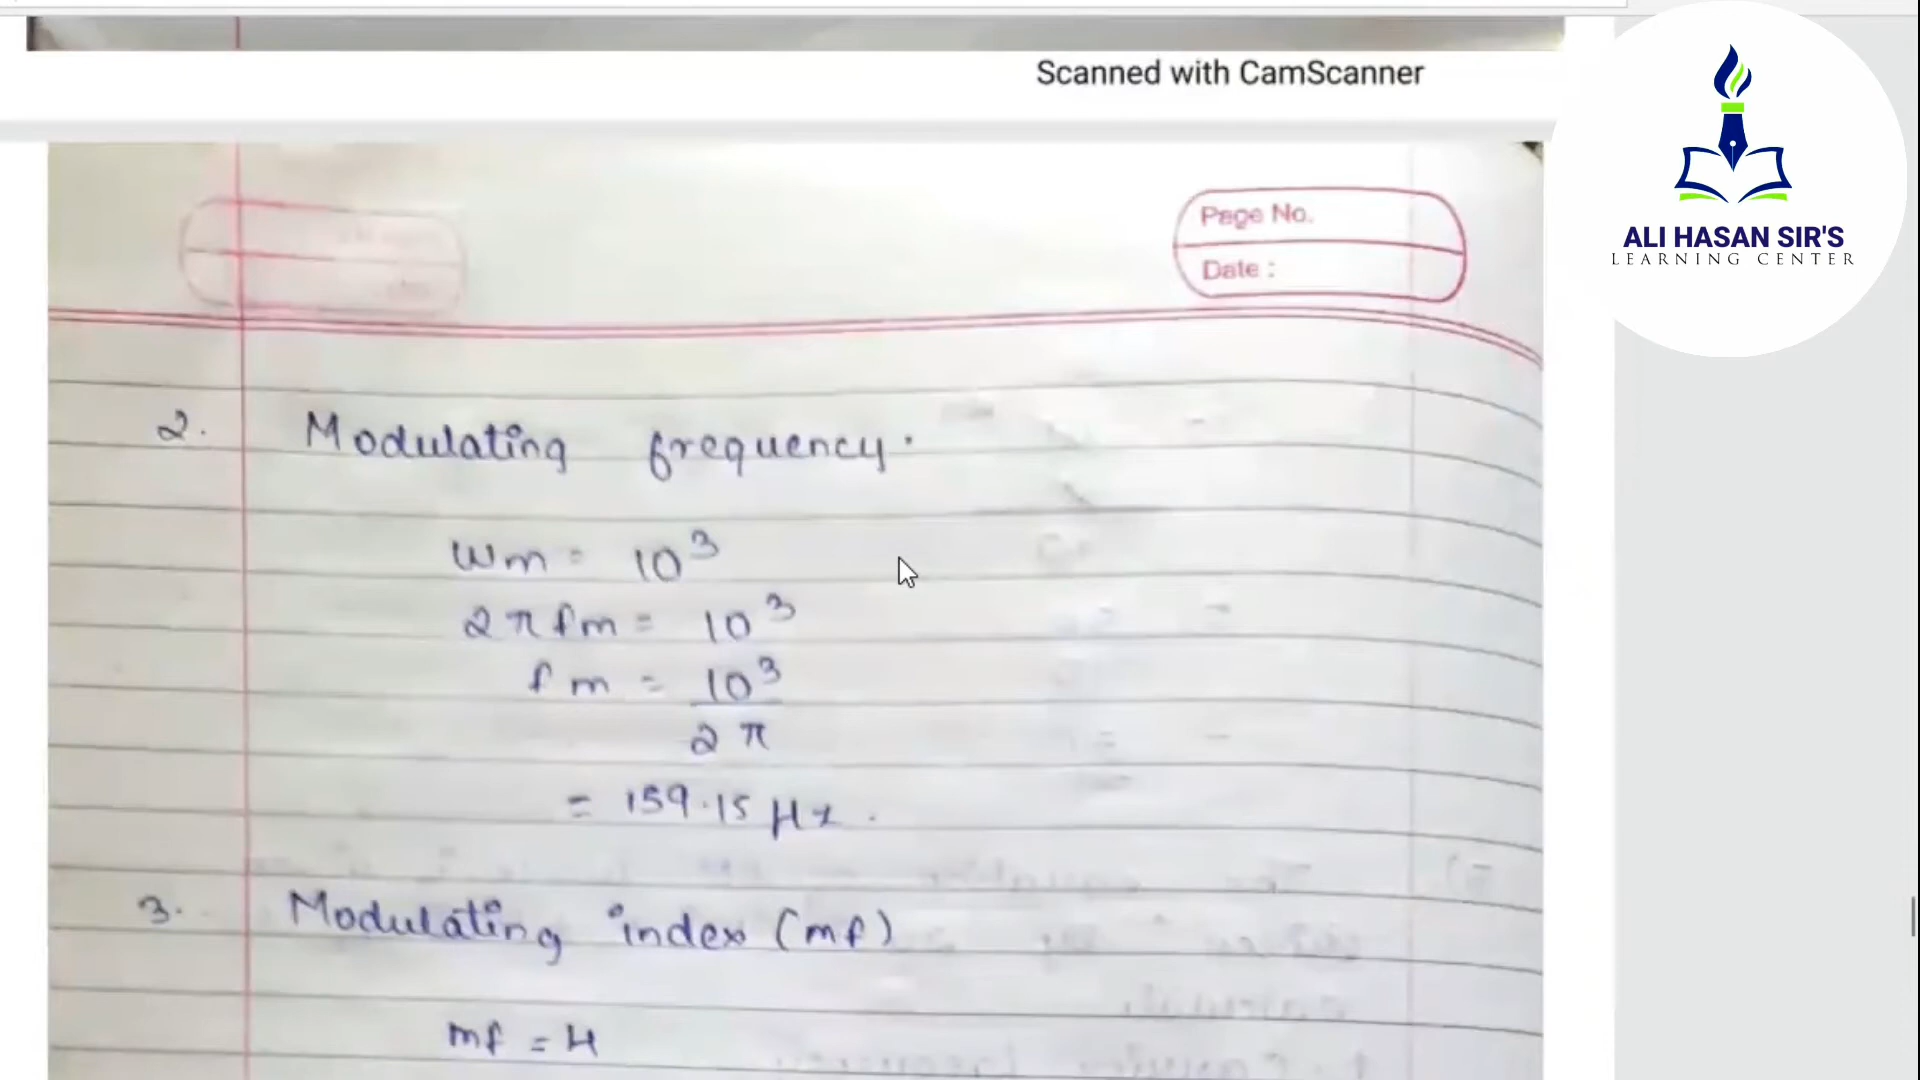 Scanned with CamScanner
ALI HASAN SIR'S
LEARNING CENTER
Page No.
Date :
2. Modulating frequency.
Wm = 10³
2πfm = 10³
fm = 10³
2π
= 159.15 Hz.
3. Modulating index (mf)
mf = 4